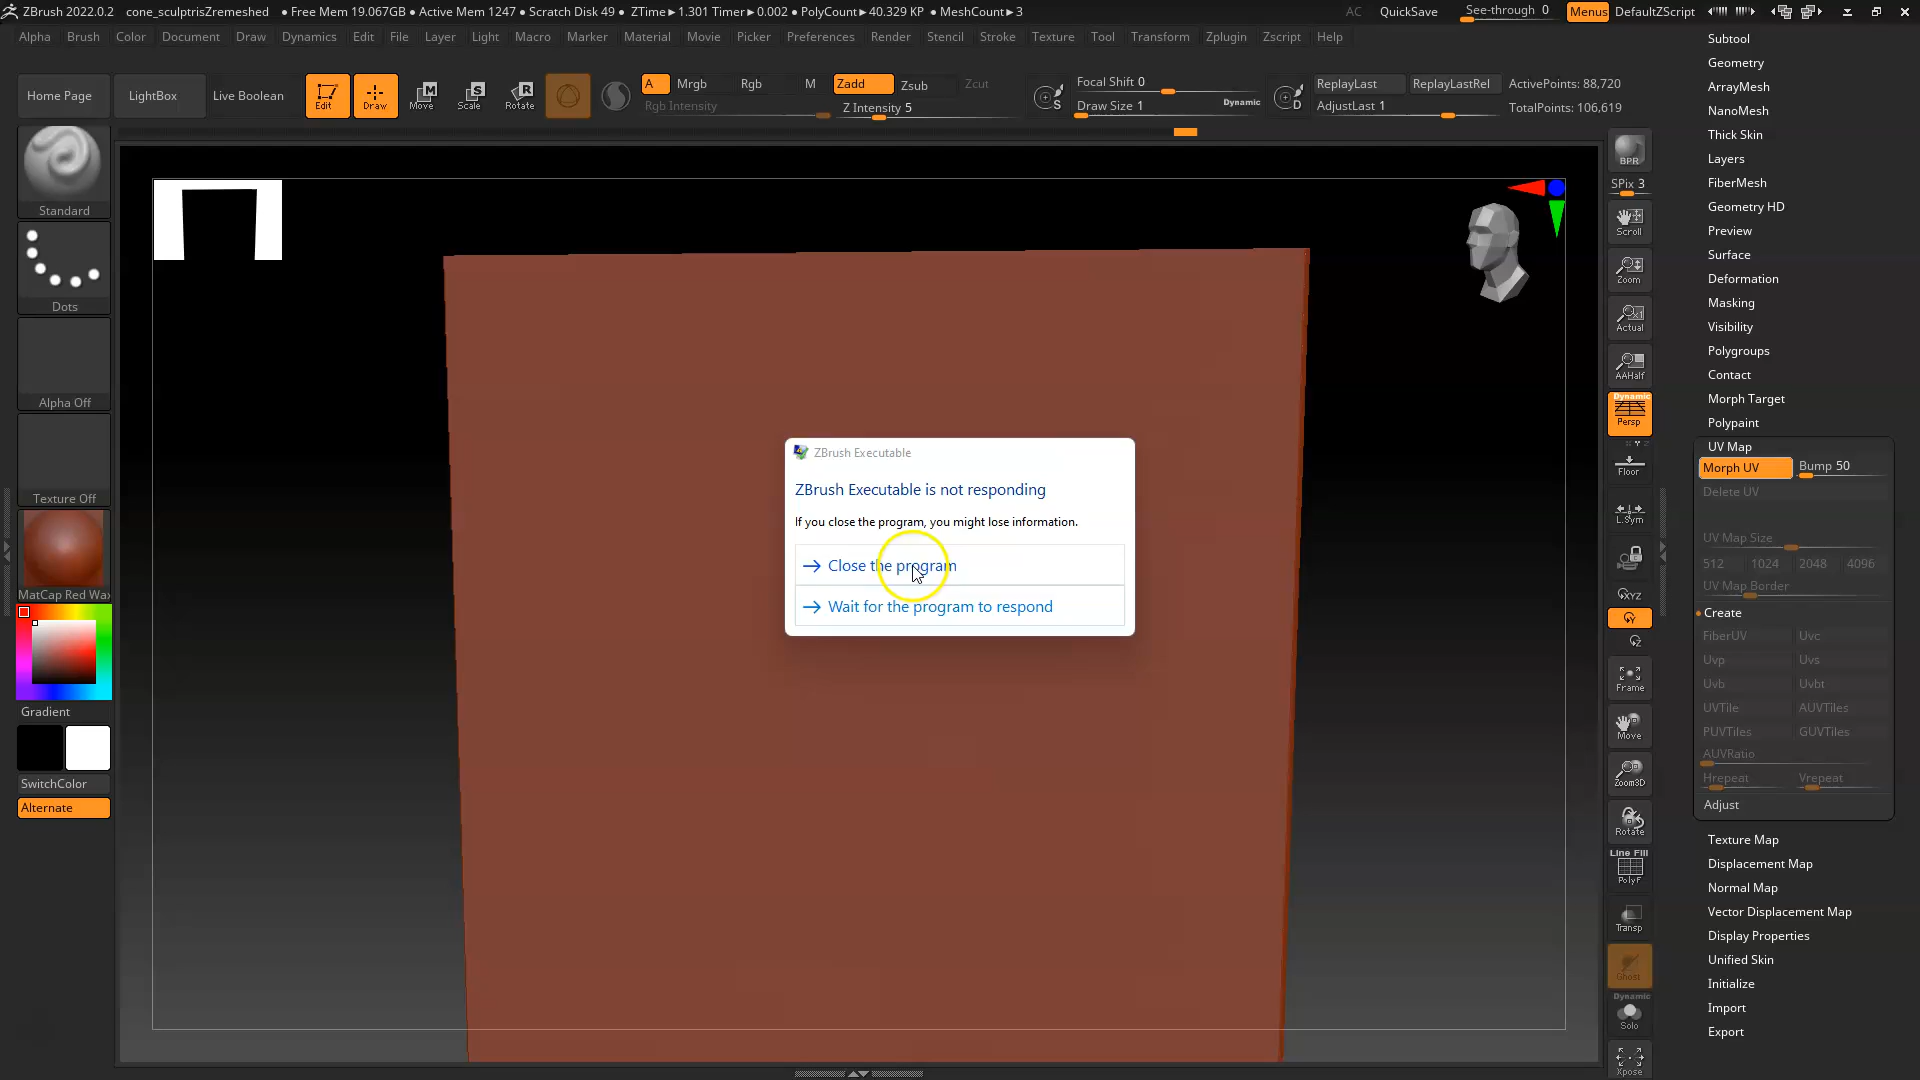 ZBrush 2022.0.2 cone_sculptrisZremeshed ● Free Mem 19.067GB ● Active Mem 1247 ● Scratch Disk 49 ● ZTime►1.301 Timer►0.002 ● PolyCount►40.329 KP ● MeshCount►3 AC QuickSave See-through 0 Menus DefaultZScript
Alpha Brush Color Document Draw Dynamics Edit File Layer Light Macro Marker Material Movie Picker Preferences Render Stencil Stroke Texture Tool Transform Zplugin Zscript Help
Home Page LightBox Live Boolean Edit Draw Move Scale Rotate
A Mrgb Rgb M Zadd Zsub Zcut
Rgb Intensity Z Intensity 5
Focal Shift 0
Draw Size 1 Dynamic
ReplayLast ReplayLastRel ActivePoints: 88,720
AdjustLast 1 TotalPoints: 106,619
Standard
Dots
Alpha Off
Texture Off
MatCap Red Wax
Gradient
SwitchColor
Alternate
ZBrush Executable
ZBrush Executable is not responding
If you close the program, you might lose information.
Close the program
Wait for the program to respond
BPR
SPix 3
Scroll
Zoom
Actual
AAHalf
Dynamic
Persp
Floor
L.Sym
XYZ
Frame
Move
Zoom3D
Rotate
Line Fill
PolyF
Transp
Ghost
Dynamic
Solo
Xpose
Subtool
Geometry
ArrayMesh
NanoMesh
Thick Skin
Layers
FiberMesh
Geometry HD
Preview
Surface
Deformation
Masking
Visibility
Polygroups
Contact
Morph Target
Polypaint
UV Map
Morph UV Bump 50
Delete UV
UV Map Size
512 1024 2048 4096
UV Map Border
Create
FiberUV Uvc
Uvp Uvs
Uvb Uvbt
UVTile AUVTiles
PUVTiles GUVTiles
AUVRatio
Hrepeat Vrepeat
Adjust
Texture Map
Displacement Map
Normal Map
Vector Displacement Map
Display Properties
Unified Skin
Initialize
Import
Export